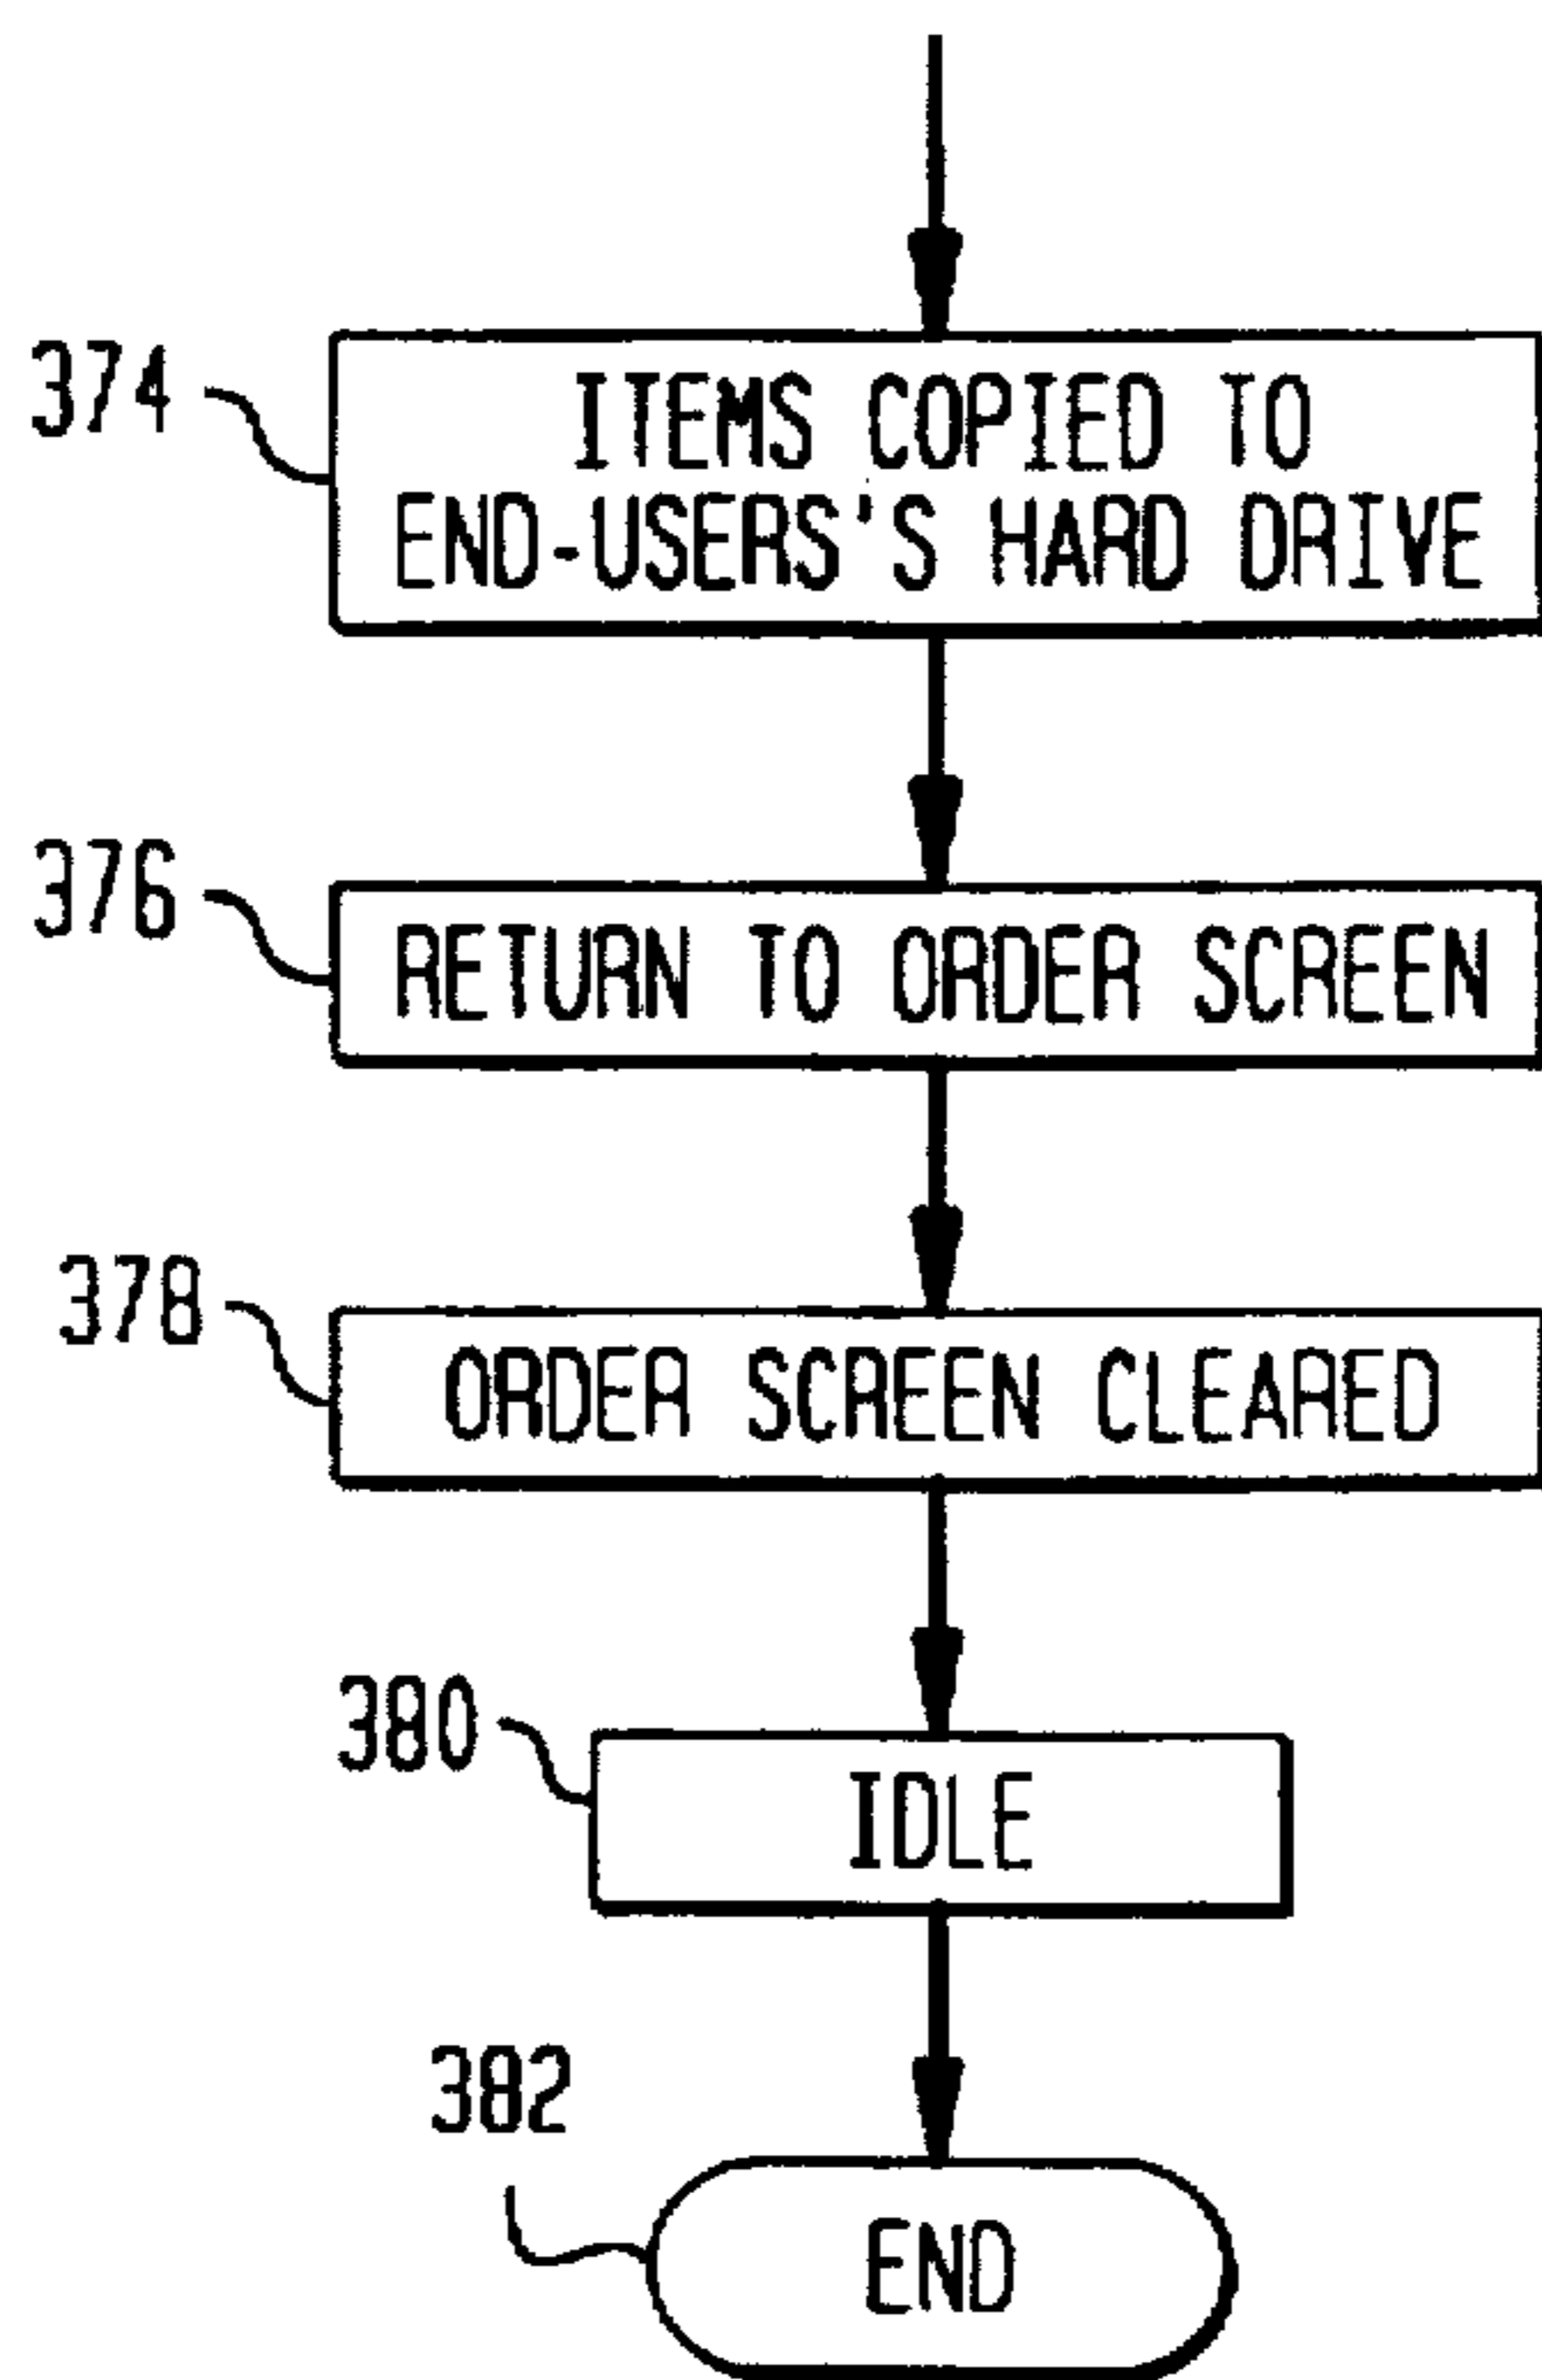 374
ITEMS COPIED TO
END-USERS'S HARD DRIVE
376
RETURN TO ORDER SCREEN
378
ORDER SCREEN CLEARED
380
IDLE
382
END